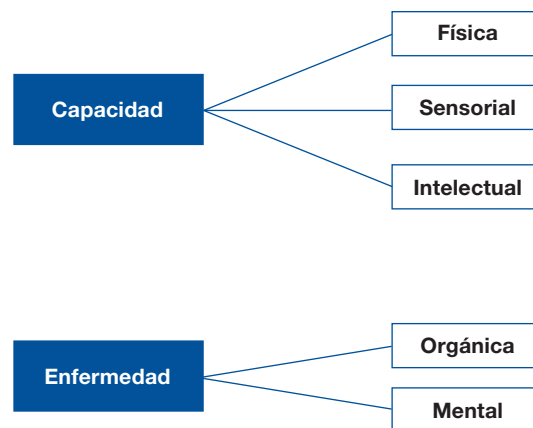 Física
Capacidad
Sensorial
Intelectual
Orgánica
Enfermedad
Mental